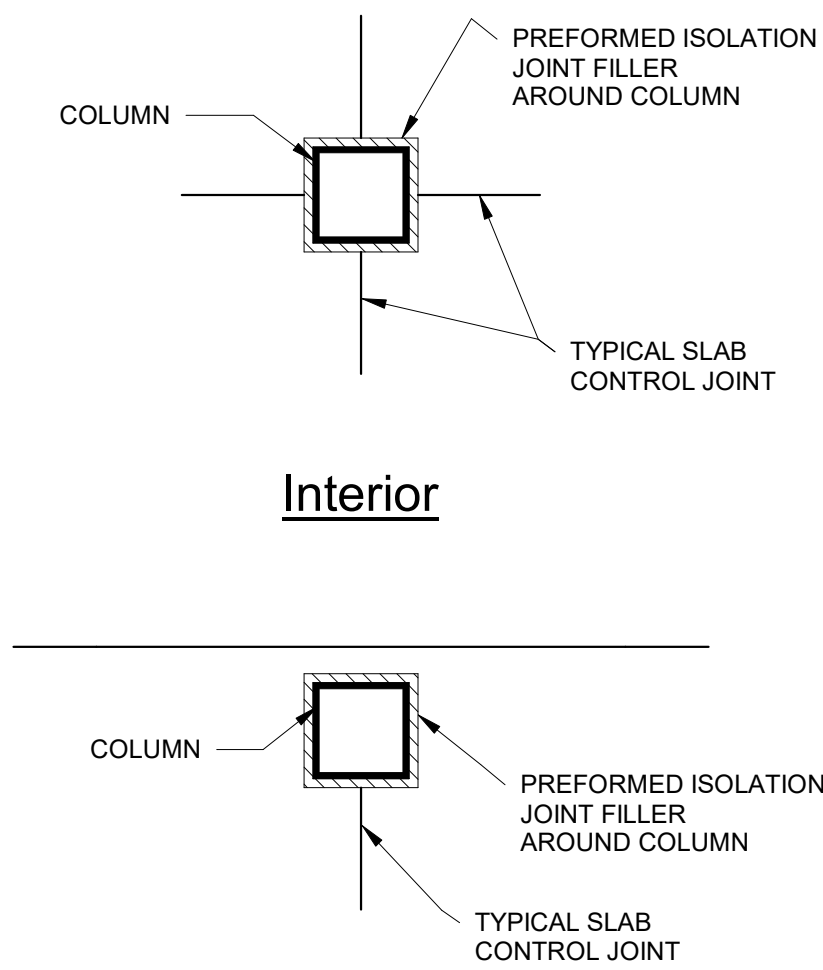 PREFORMED ISOLATION
JOINT FILLER
AROUND COLUMN
COLUMN
TYPICAL SLAB
CONTROL JOINT
Interior
COLUMN
PREFORMED ISOLATION
JOINT FILLER
AROUND COLUMN
TYPICAL SLAB
CONTROL JOINT